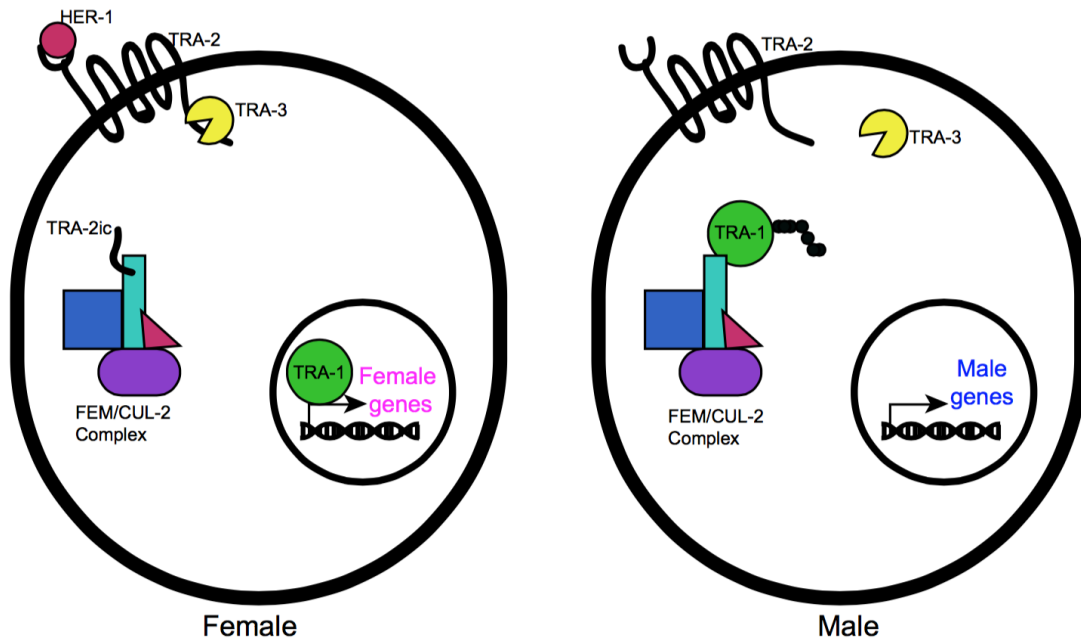 HER-1
TRA-2
TRA-3
TRA-2ic
FEM/CUL-2
Complex
TRA-1
Female
genes
Female
TRA-2
TRA-3
TRA-1
FEM/CUL-2
Complex
Male
genes
Male